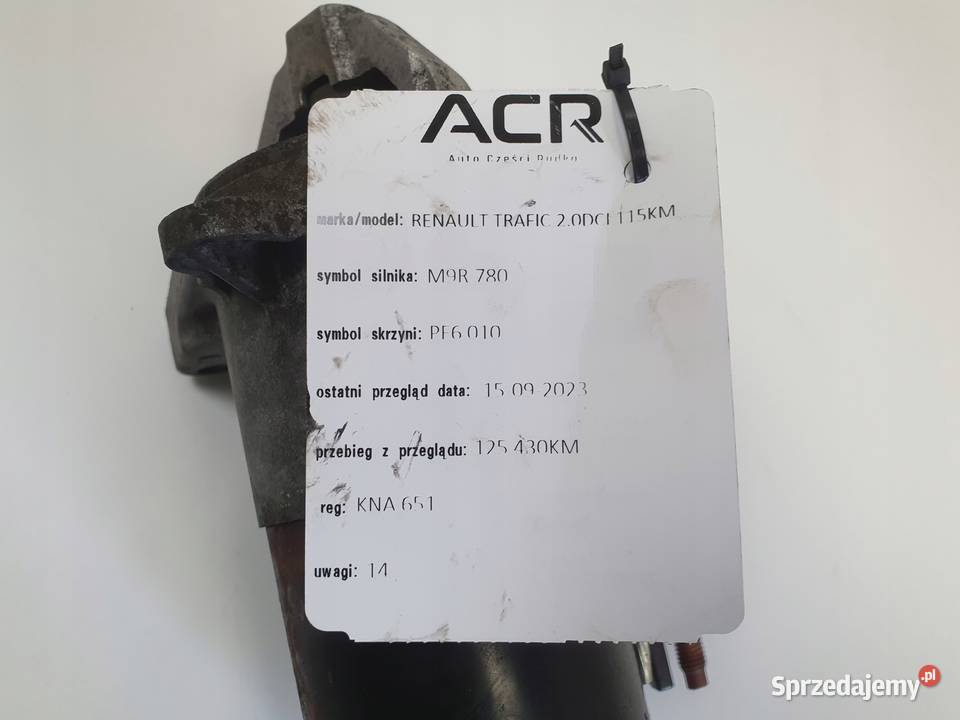 ACR
Auto Części Rudko
marka/model: RENAULT TRAFIC 2.0DCI 115KM
symbol silnika: M9R 780
symbol skrzyni: PF6 010
ostatni przegląd data: 15 09 2023
przebieg z przeglądu: 125 430KM
reg: KNA 651
uwagi: 14
Sprzedajemy.pl